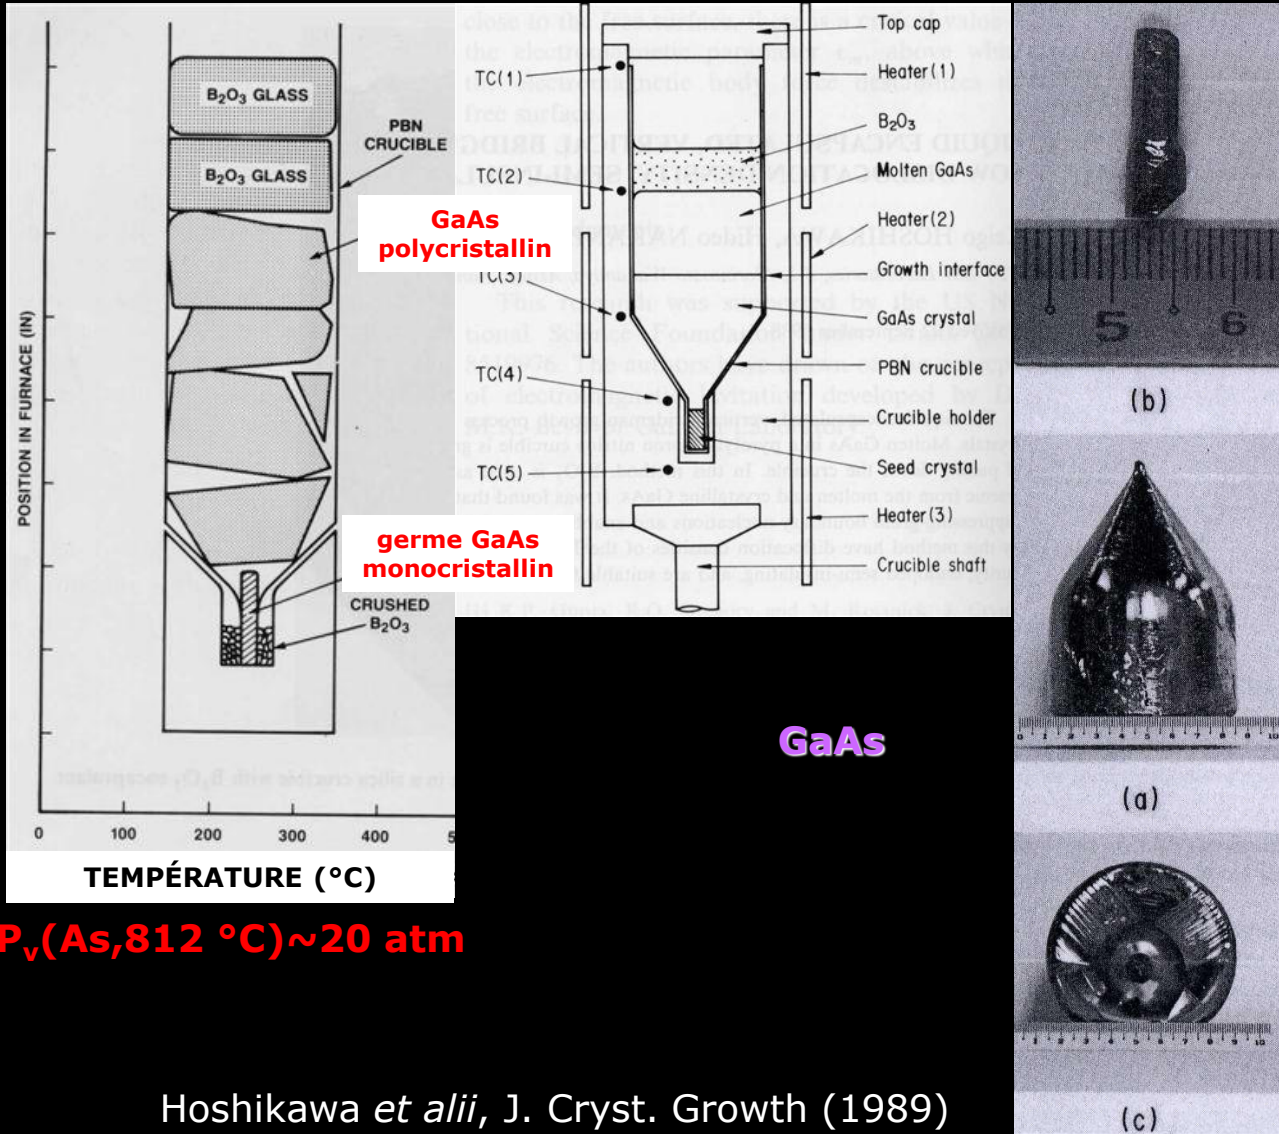 B₂O₃ GLASS
B₂O₃ GLASS
PBN
CRUCIBLE
GaAs
polycristallin
germe GaAs
monocristallin
CRUSHED
B₂O₃
POSITION IN FURNACE (IN)
0 100 200 300 400
TEMPÉRATURE (°C)
Pᵥ(As,812 °C)~20 atm
TC(1)
TC(2)
TC(3)
TC(4)
TC(5)
Top cap
Heater(1)
B₂O₃
Molten GaAs
Heater(2)
Growth interface
GaAs crystal
PBN crucible
Crucible holder
Seed crystal
Heater(3)
Crucible shaft
GaAs
5 6
(b)
(a)
(c)
Hoshikawa et alii, J. Cryst. Growth (1989)